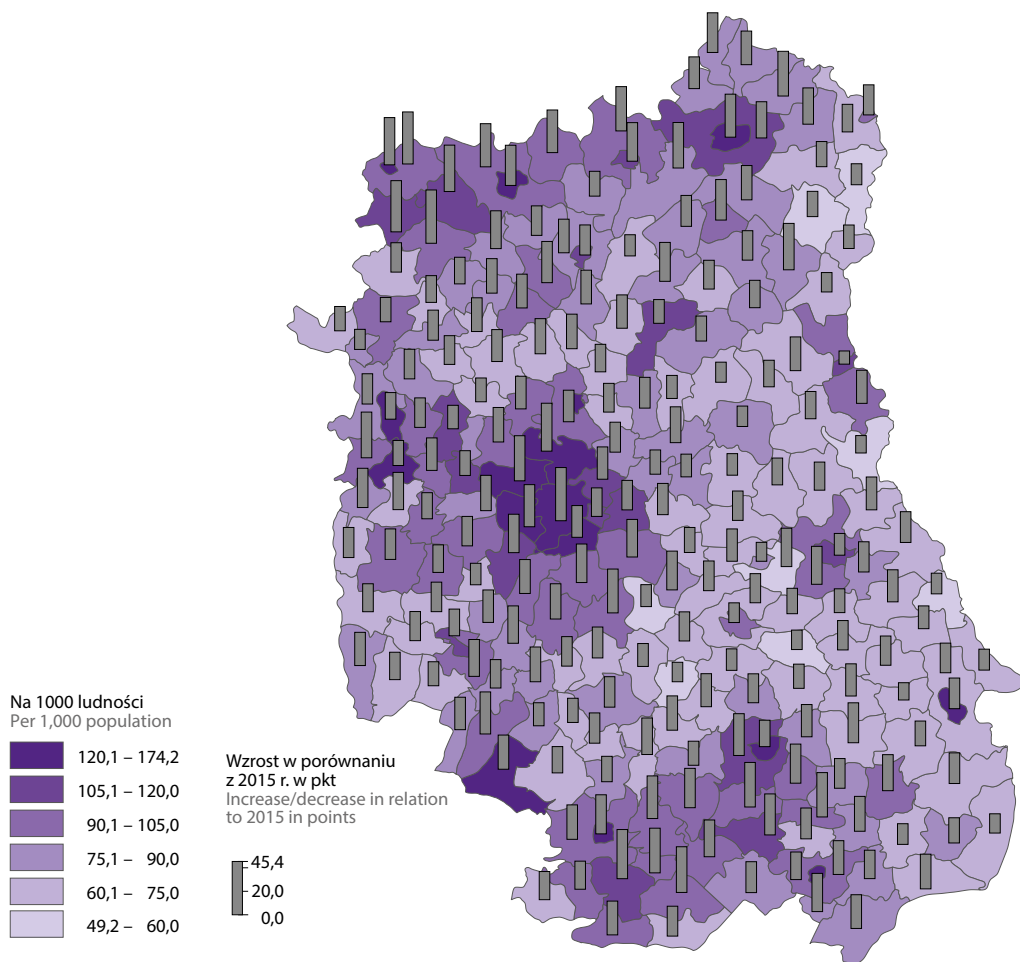 Na 1000 ludności
Per 1,000 population
120,1 – 174,2
105,1 – 120,0
90,1 – 105,0
75,1 – 90,0
60,1 – 75,0
49,2 – 60,0
Wzrost w porównaniu
z 2015 r. w pkt
Increase/decrease in relation
to 2015 in points
45,4
20,0
0,0